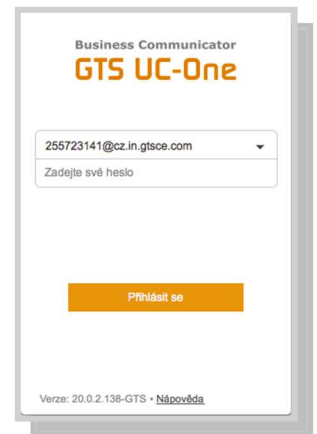 Business Communicator
GTS UC-One
255723141@cz.in.gtsce.com
Zadejte své heslo
Přihlásit se
Verze: 20.0.2.138-GTS • Nápověda